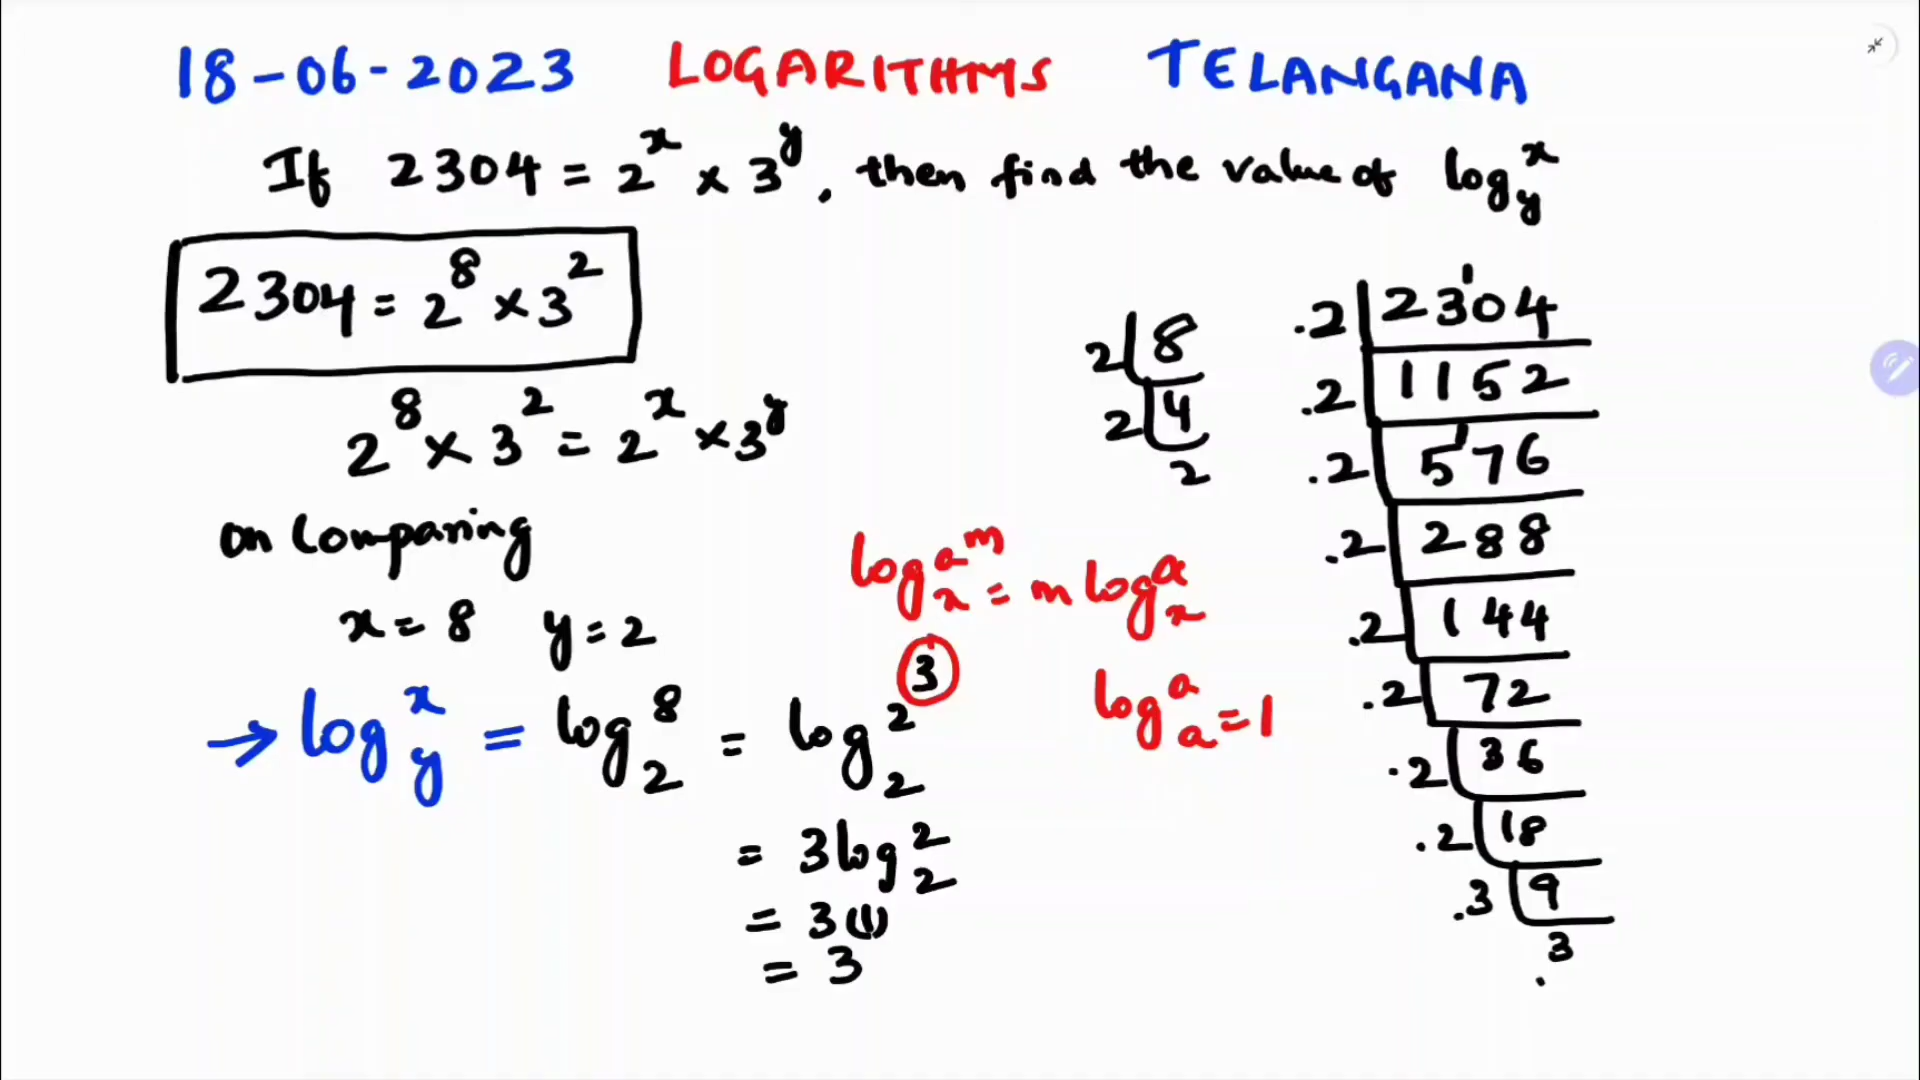 18-06-2023 LOGARITHMS TELANGANA
If 2304 = 2^x × 3^y, then find the value of log_y^x
2304 = 2^8 × 3^2
2^8 × 3^2 = 2^x × 3^y
on Comparing
x = 8 y = 2
→ log_y^x = log_2^8 = log_2^2^3
= 3 log_2^2
= 3(1)
= 3
log_x^a^m = m log_x^a
log_a^a = 1
2 | 8
2 | 4
2
.2 | 2304
.2 | 1152
.2 | 576
.2 | 288
.2 | 144
.2 | 72
.2 | 36
.2 | 18
.3 | 9
.3